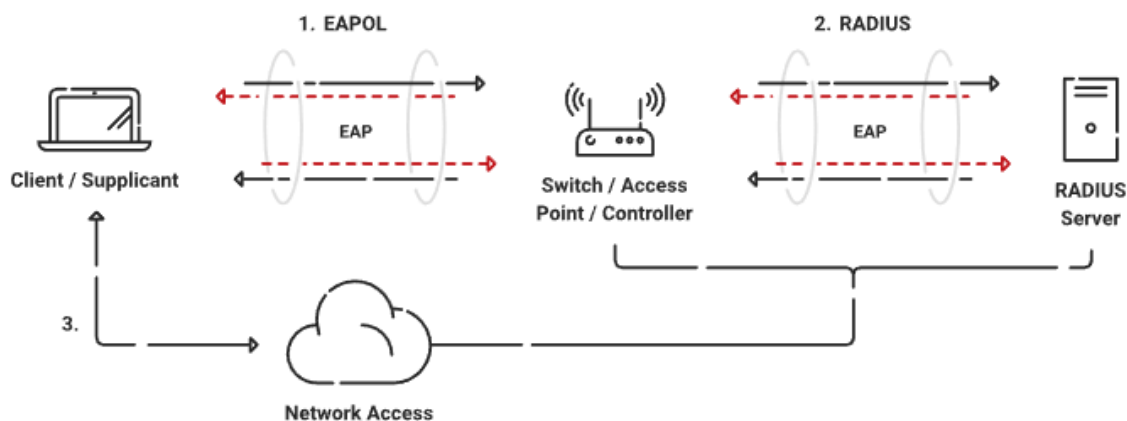 1. EAPOL
2. RADIUS
EAP
EAP
Client / Supplicant
Switch / Access
Point / Controller
RADIUS
Server
3.
Network Access